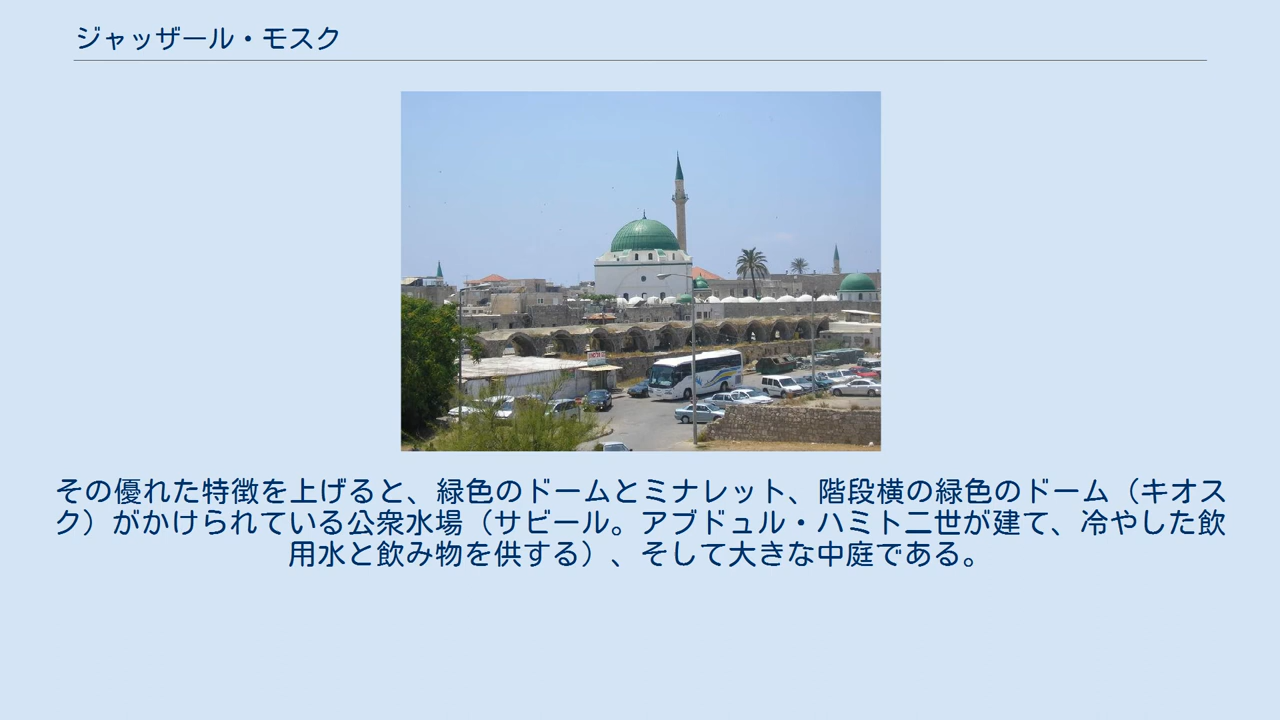 ジャッザール・モスク
その優れた特徴を上げると、緑色のドームとミナレット、階段横の緑色のドーム（キオス
ク）がかけられている公衆水場（サビール。アブドュル・ハミト二世が建て、冷やした飲
用水と飲み物を供する）、そして大きな中庭である。